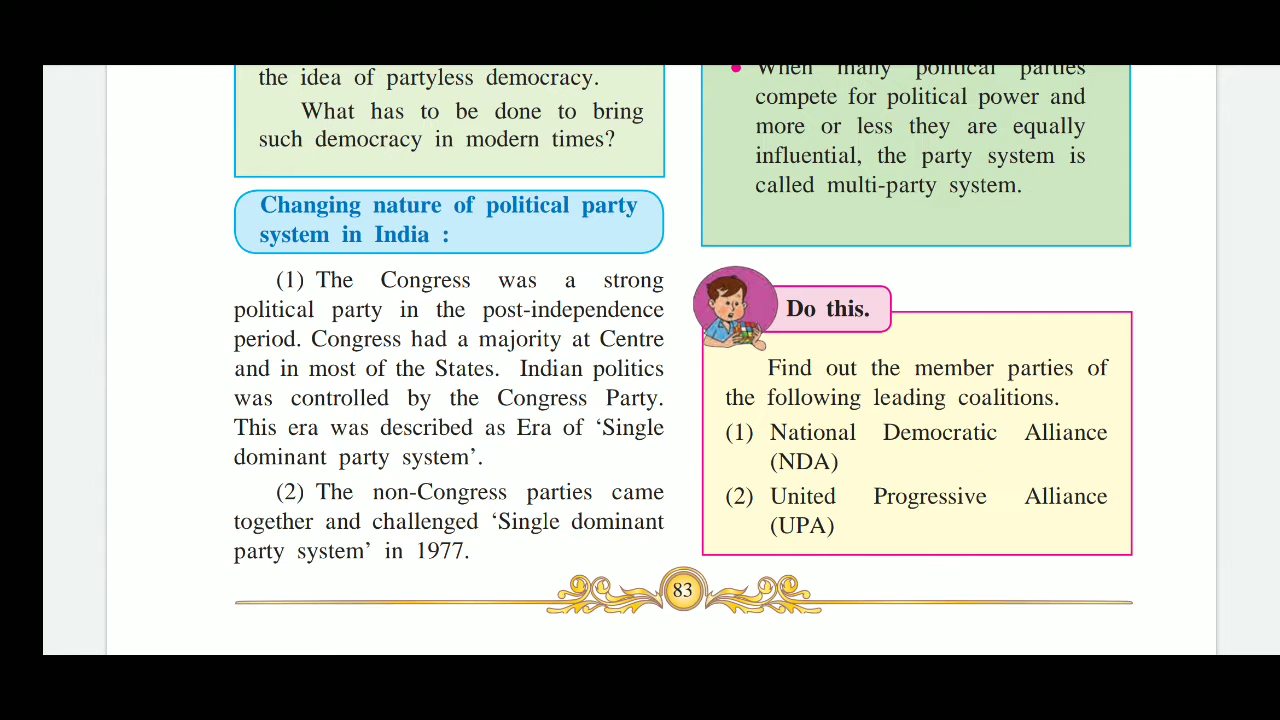 the idea of partyless democracy.
What has to be done to bring
such democracy in modern times?
Changing nature of political party
system in India :
(1) The Congress was a strong
political party in the post-independence
period. Congress had a majority at Centre
and in most of the States. Indian politics
was controlled by the Congress Party.
This era was described as Era of ‘Single
dominant party system’.
(2) The non-Congress parties came
together and challenged ‘Single dominant
party system’ in 1977.
• When many political parties
compete for political power and
more or less they are equally
influential, the party system is
called multi-party system.
Do this.
Find out the member parties of
the following leading coalitions.
(1) National Democratic Alliance
(NDA)
(2) United Progressive Alliance
(UPA)
83